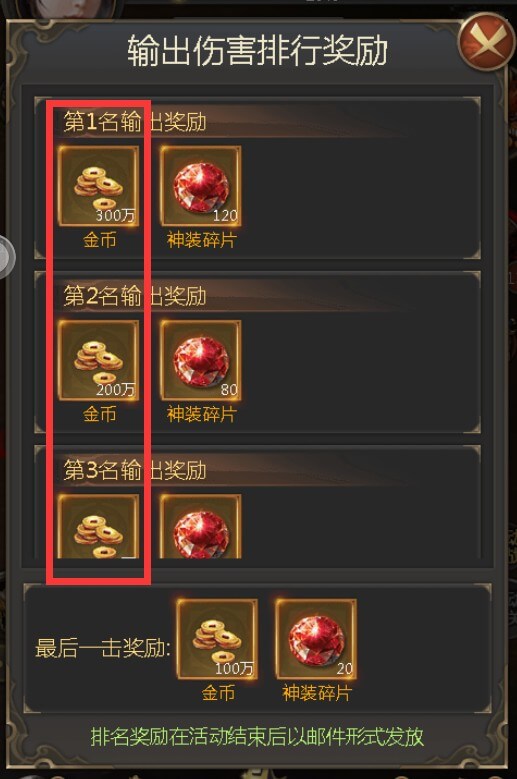 输出伤害排行奖励
第1名输出奖励
300万 120
金币 神装碎片
第2名输出奖励
200万 80
金币 神装碎片
第3名输出奖励
最后一击奖励: 100万 20
金币 神装碎片
排名奖励在活动结束后以邮件形式发放